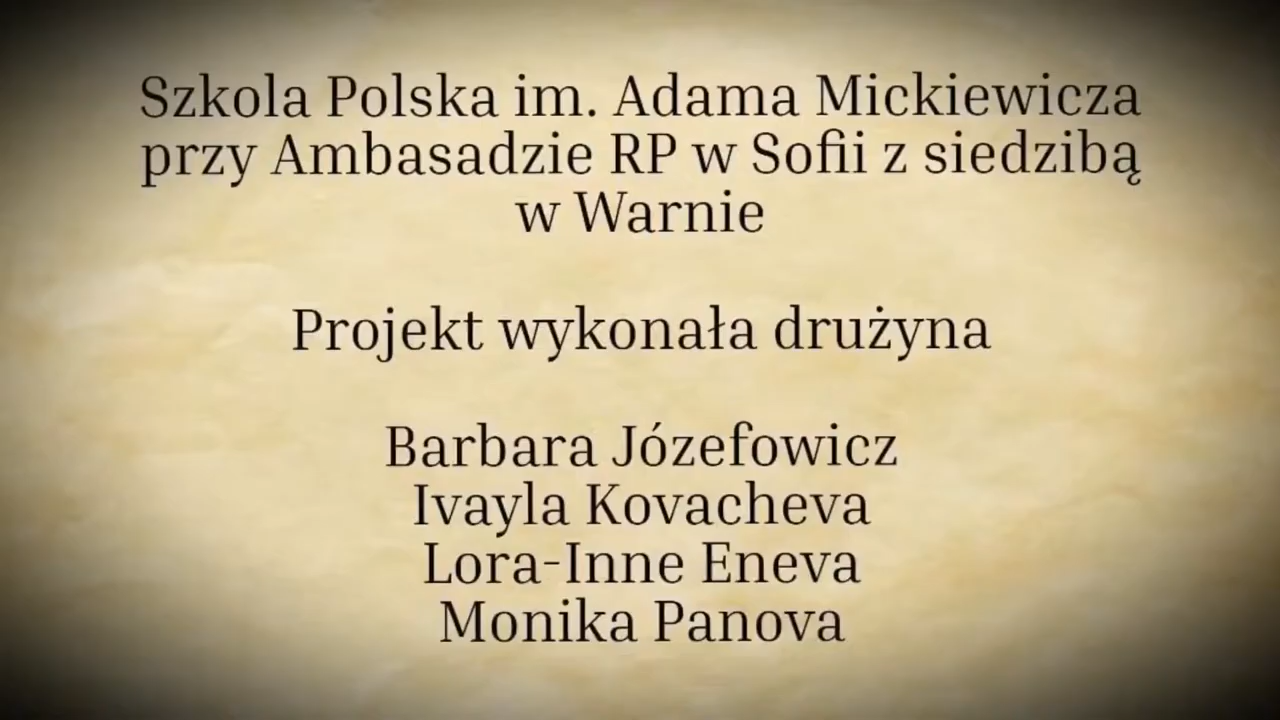 Szkola Polska im. Adama Mickiewicza
przy Ambasadzie RP w Sofii z siedzibą
w Warnie
Projekt wykonała drużyna
Barbara Józefowicz
Ivayla Kovacheva
Lora-Inne Eneva
Monika Panova